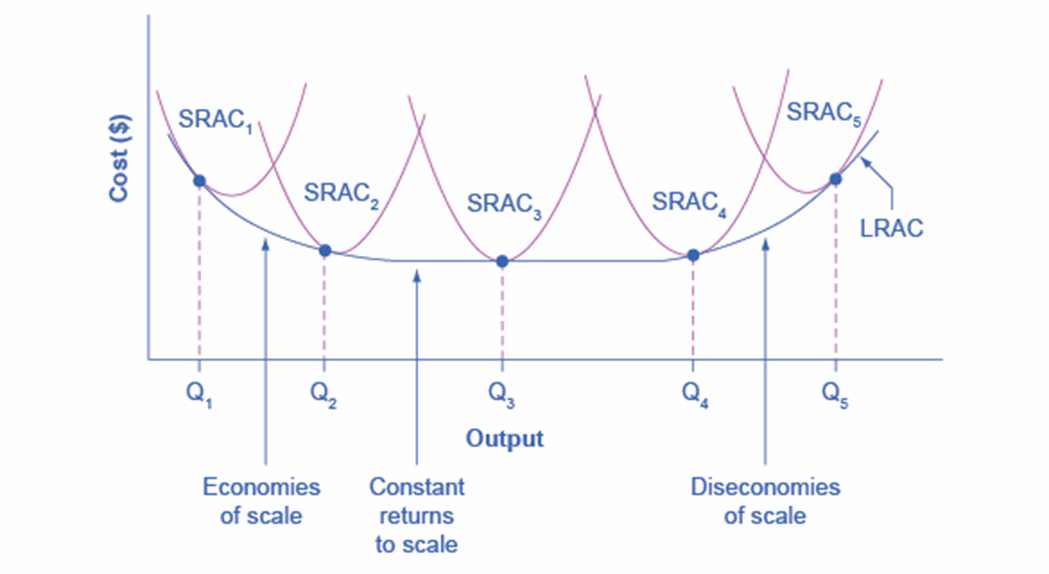 Cost ($)
SRAC1
SRAC2
SRAC3
SRAC4
SRAC5
LRAC
Q1
Q2
Q3
Q4
Q5
Output
Economies
of scale
Constant
returns
to scale
Diseconomies
of scale